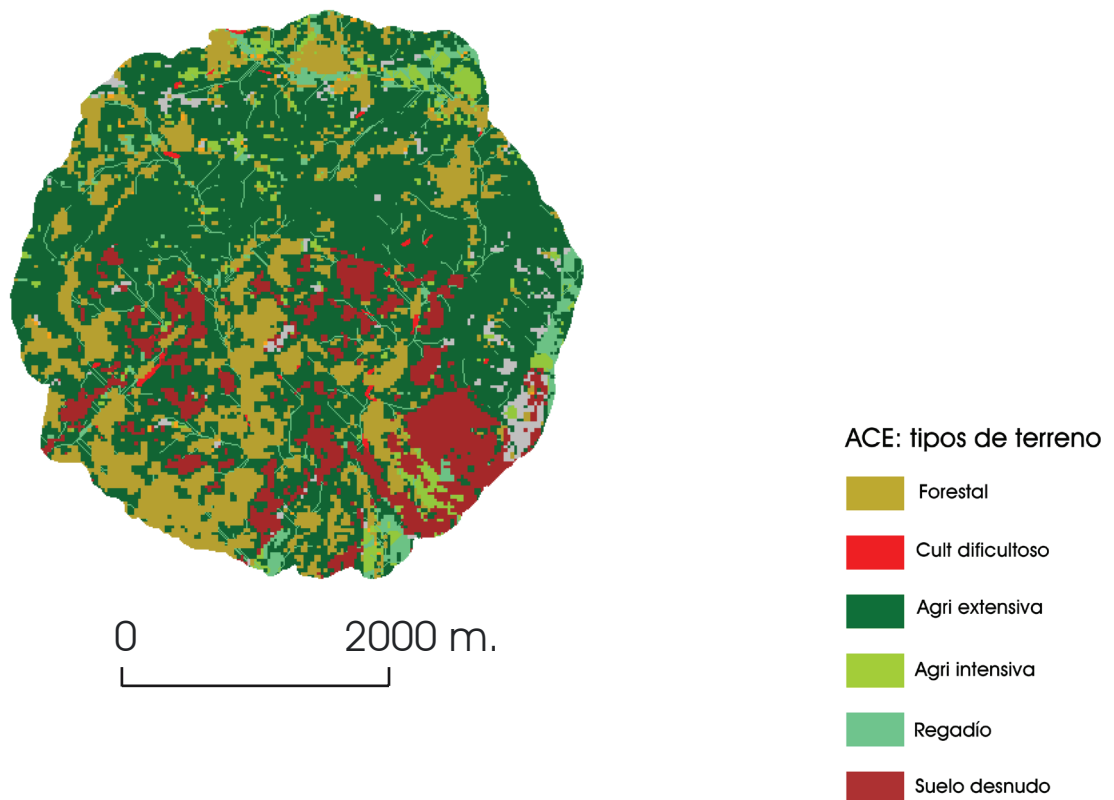 ACE: tipos de terreno
Forestal
Cult dificultoso
Agri extensiva
0 2000 m.
Agri intensiva
Regadío
Suelo desnudo